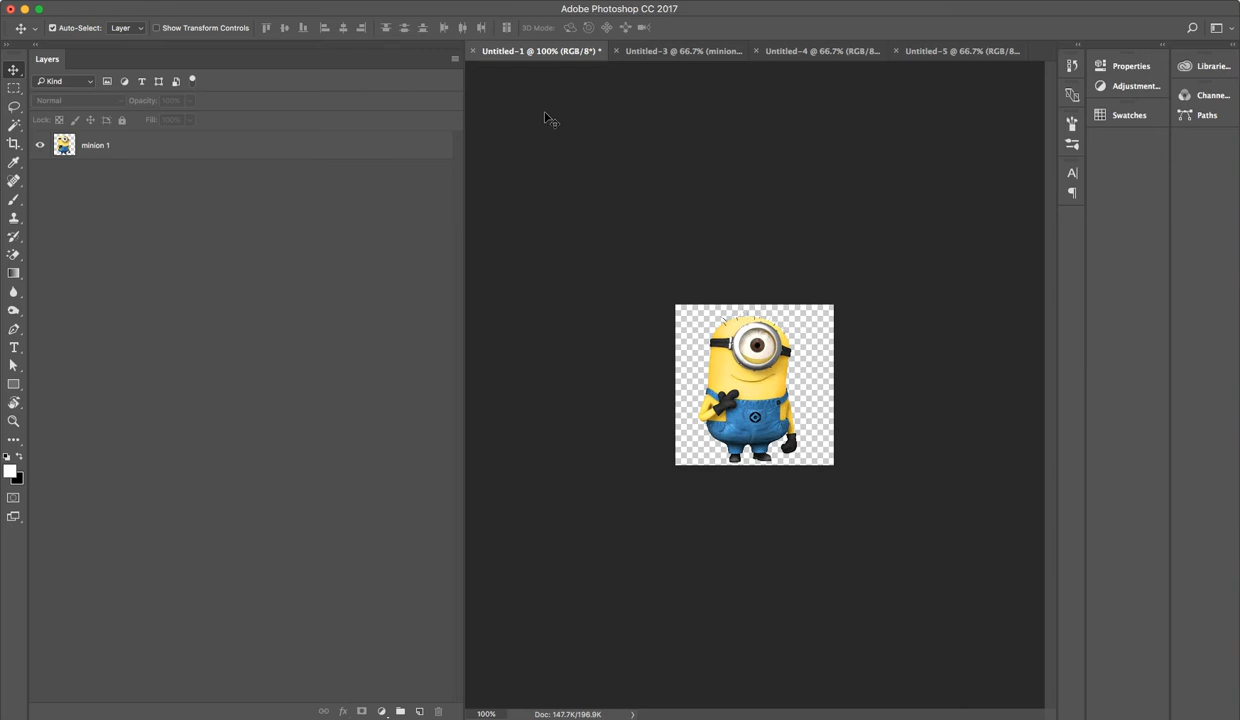 Adobe Photoshop CC 2017
Auto-Select: Layer Show Transform Controls 3D Mode:
Untitled-1 @ 100% (RGB/8*) * Untitled-3 @ 66.7% (minion... Untitled-4 @ 66.7% (RGB/8... Untitled-5 @ 66.7% (RGB/8...
Layers
Kind
Normal Opacity: 100%
Lock: Fill: 100%
minion 1
Properties
Adjustment...
Swatches
Librarie...
Channe...
Paths
100% Doc: 147.7K/196.9K